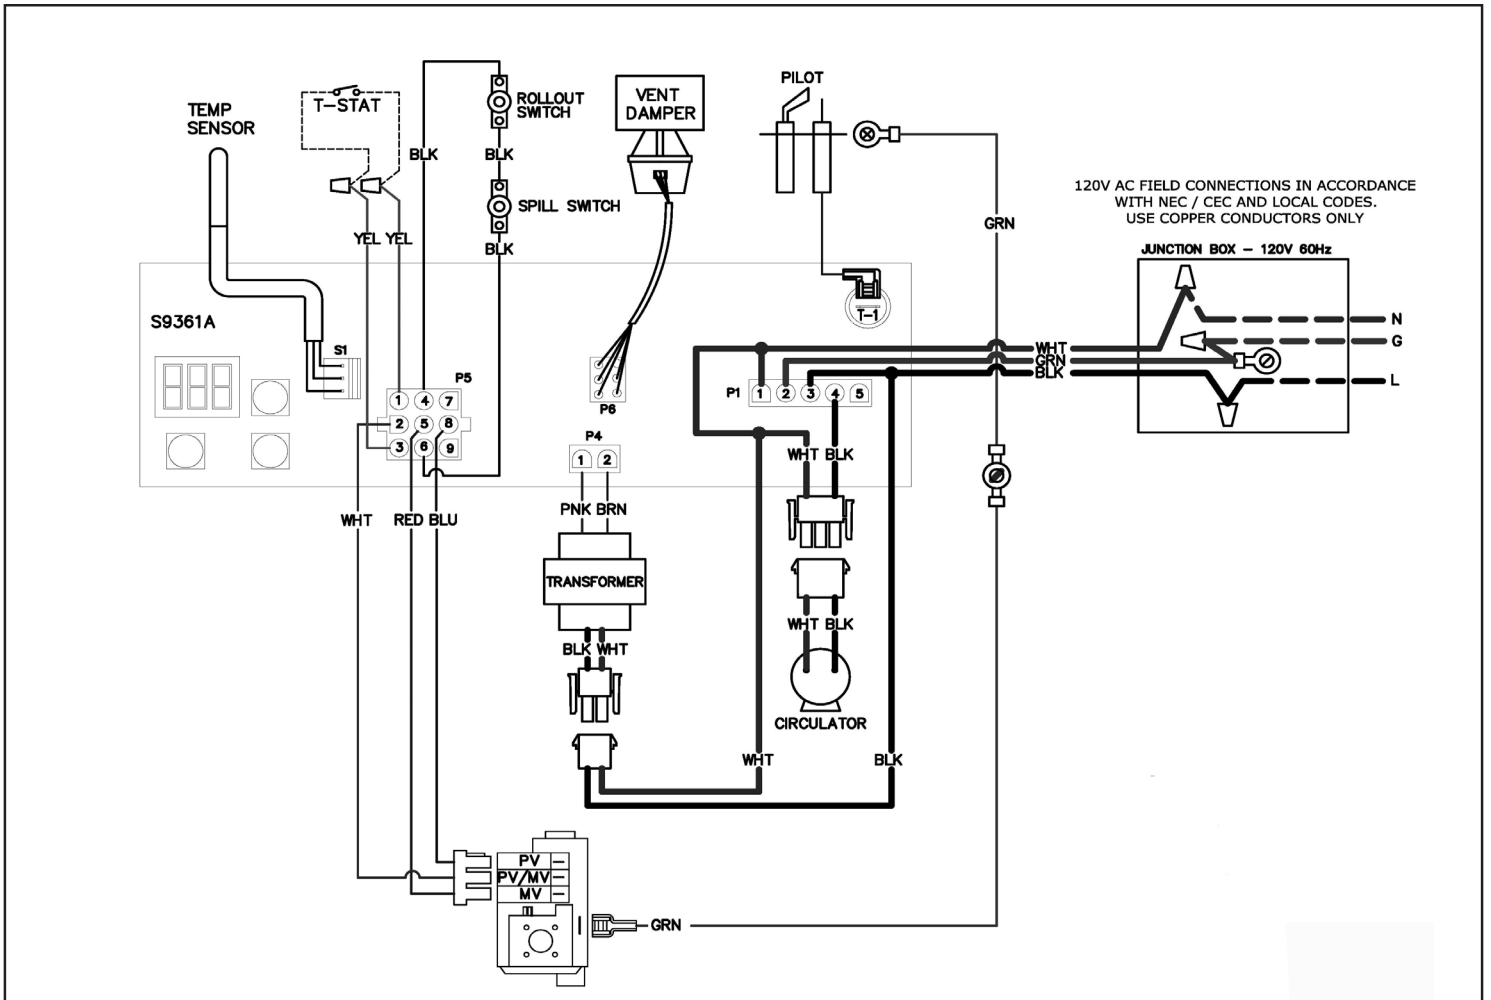 PILOT
VENT
DAMPER
TEMP
SENSOR
T-STAT
ROLLOUT
SWITCH
BLK
BLK
SPILL SWITCH
120V AC FIELD CONNECTIONS IN ACCORDANCE
WITH NEC / CEC AND LOCAL CODES.
USE COPPER CONDUCTORS ONLY
GRN
YEL
YEL
BLK
JUNCTION BOX - 120V 60Hz
S9361A
T-1
N
G
L
WHT
GRN
BLK
S1
P5
1
4
7
2
5
8
3
6
9
P6
P1
1
2
3
4
5
P4
1
2
WHT BLK
PNK BRN
WHT
RED BLU
TRANSFORMER
BLK WHT
WHT BLK
CIRCULATOR
WHT
BLK
PV
PV/MV
MV
GRN